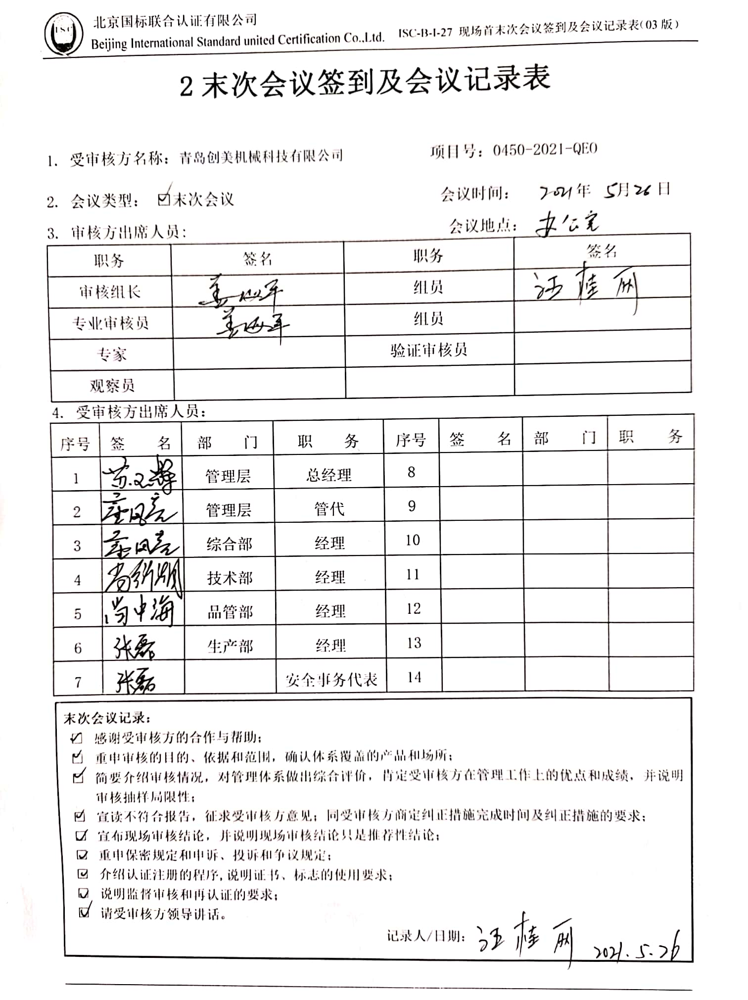 ISC
北京国标联合认证有限公司
Beijing International Standard united Certification Co.,Ltd. ISC-B-I-27 现场首末次会议签到及会议记录表(03 版)
2 末次会议签到及会议记录表
1. 受审核方名称：青岛创美机械科技有限公司 项目号：0450-2021-QEO
2. 会议类型： ☑末次会议 会议时间： 2021年 5月26日
3. 审核方出席人员: 会议地点： 办公室
职务 签名 职务 签名
审核组长 姜海军 组员 汪桂丽
专业审核员 姜海军 组员
专家 验证审核员
观察员
4. 受审核方出席人员：
序号 签 名 部 门 职 务 序号 签 名 部 门 职 务
1 管理层 总经理 8
2 管理层 管代 9
3 综合部 经理 10
4 技术部 经理 11
5 尚中海 品管部 经理 12
6 张磊 生产部 经理 13
7 张磊 安全事务代表 14
末次会议记录：
☑ 感谢受审核方的合作与帮助；
☑ 重申审核的目的、依据和范围，确认体系覆盖的产品和场所；
☑ 简要介绍审核情况，对管理体系做出综合评价，肯定受审核方在管理工作上的优点和成绩，并说明
审核抽样局限性；
☑ 宣读不符合报告，征求受审核方意见；同受审核方商定纠正措施完成时间及纠正措施的要求；
☑ 宣布现场审核结论，并说明现场审核结论只是推荐性结论；
☑ 重申保密规定和申诉、投诉和争议规定；
☑ 介绍认证注册的程序,说明证书、标志的使用要求；
☑ 说明监督审核和再认证的要求；
☑ 请受审核方领导讲话。
记录人/日期： 汪桂丽 2021.5.26